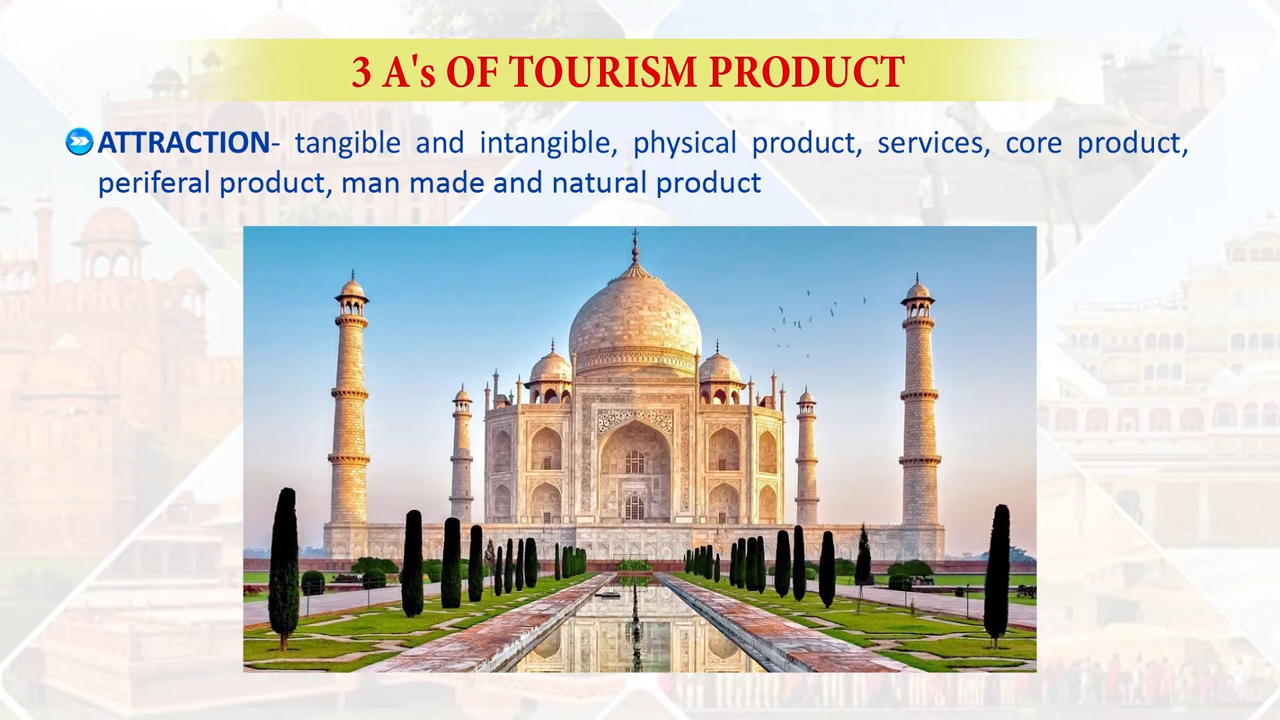 3 A's OF TOURISM PRODUCT
ATTRACTION- tangible and intangible, physical product, services, core product,
periferal product, man made and natural product